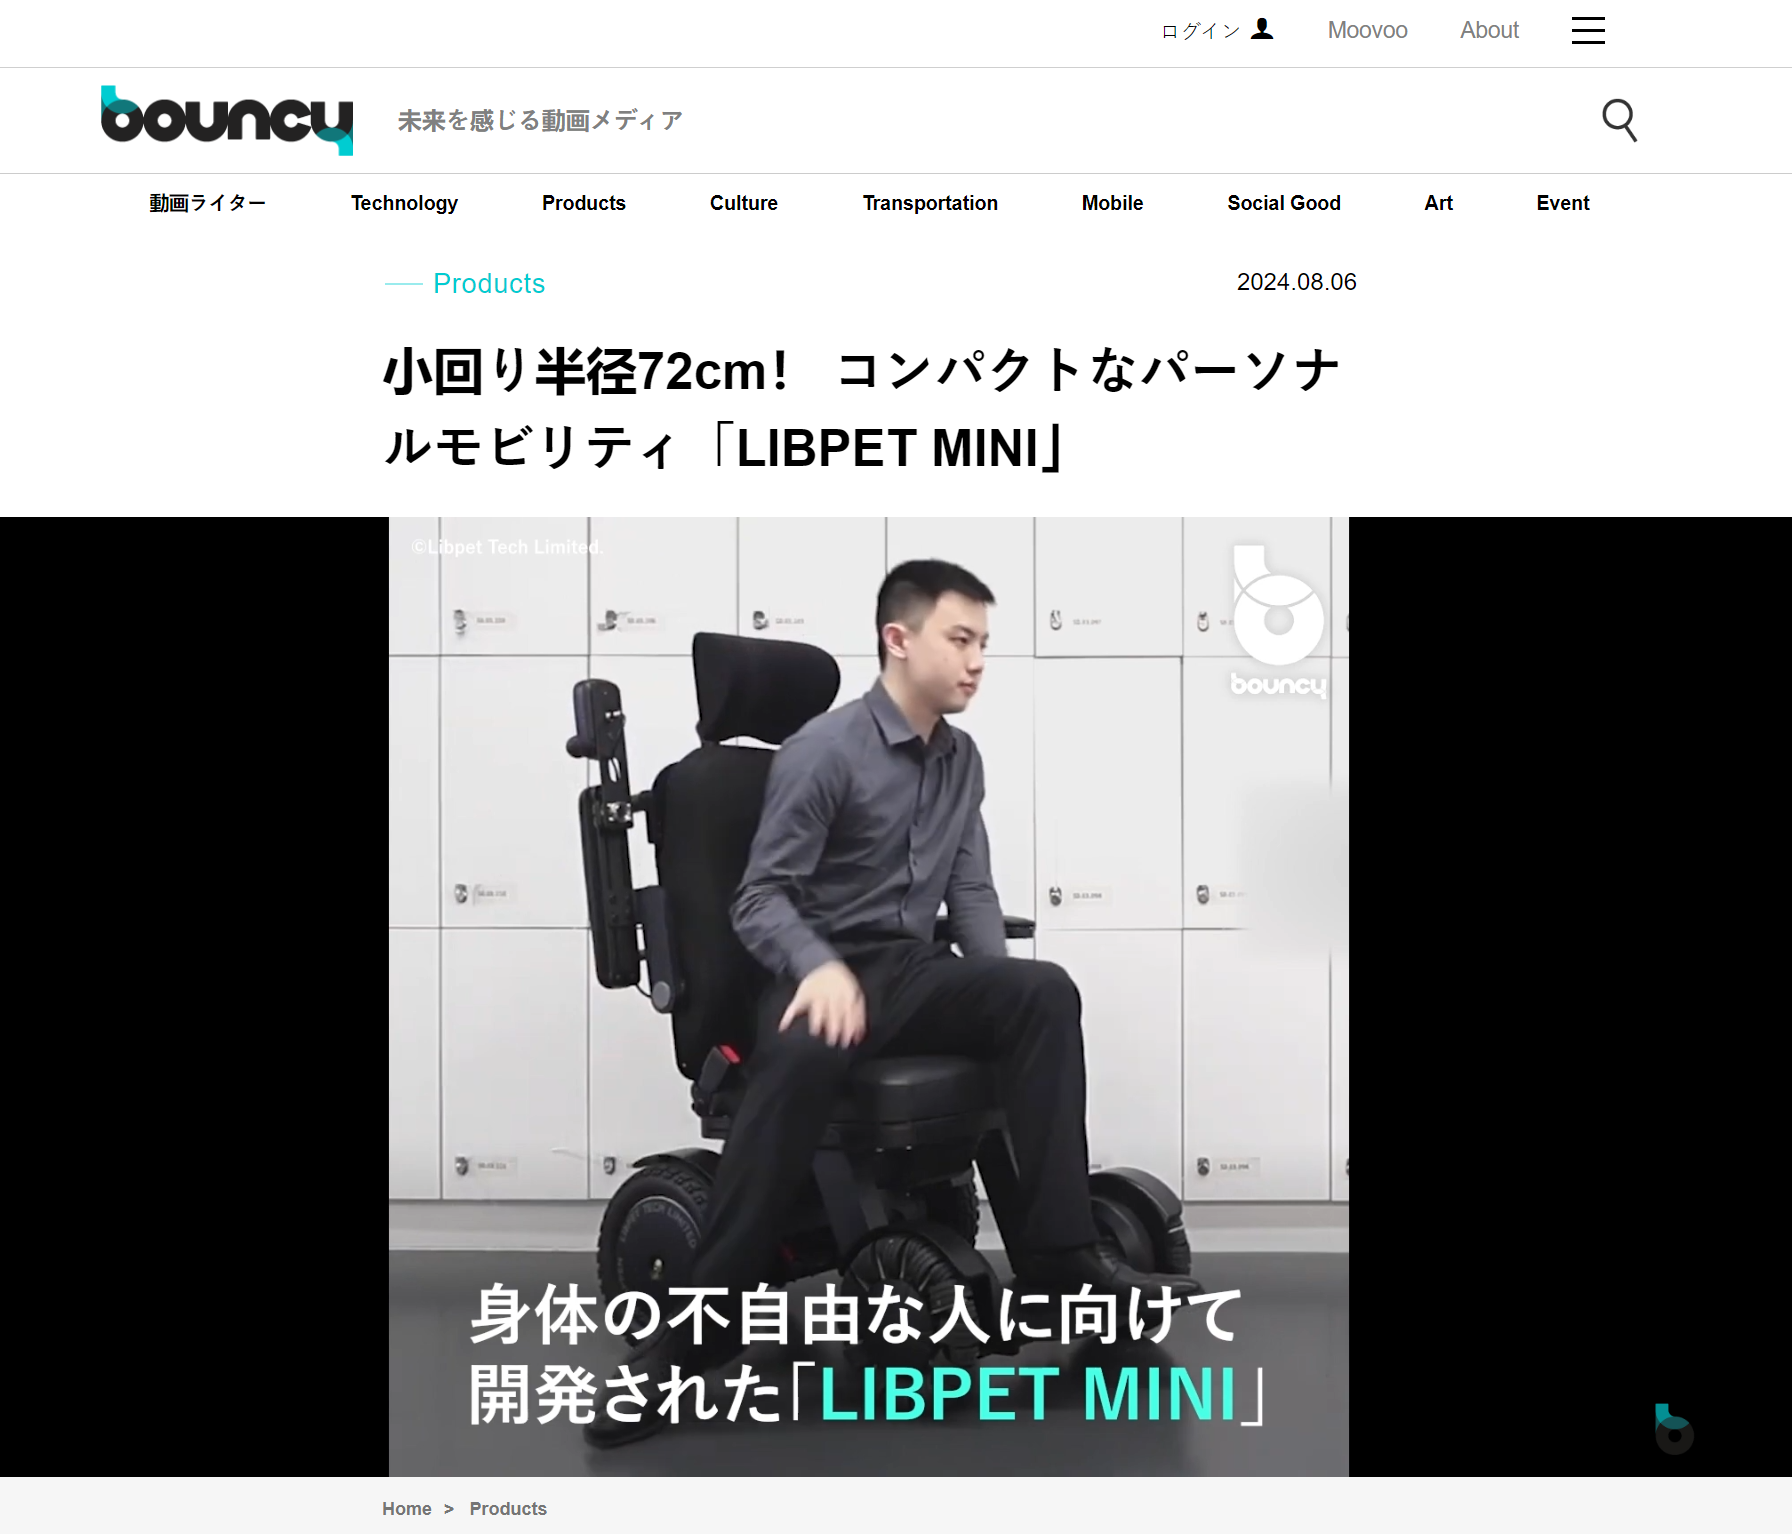 ログイン
Moovoo
About
bouncy
未来を感じる動画メディア
動画ライター
Technology
Products
Culture
Transportation
Mobile
Social Good
Art
Event
Products
2024.08.06
小回り半径72cm！　コンパクトなパーソナ
ルモビリティ「LIBPET MINI」
©Libpet Tech Limited.
bouncy
身体の不自由な人に向けて
開発された「LIBPET MINI」
Home > Products